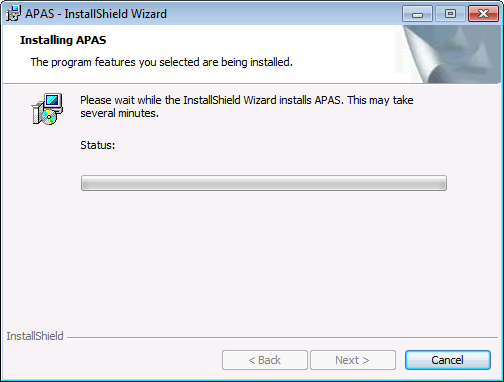 APAS - InstallShield Wizard
Installing APAS
The program features you selected are being installed.
Please wait while the InstallShield Wizard installs APAS. This may take
several minutes.
Status:
InstallShield
< Back
Next >
Cancel